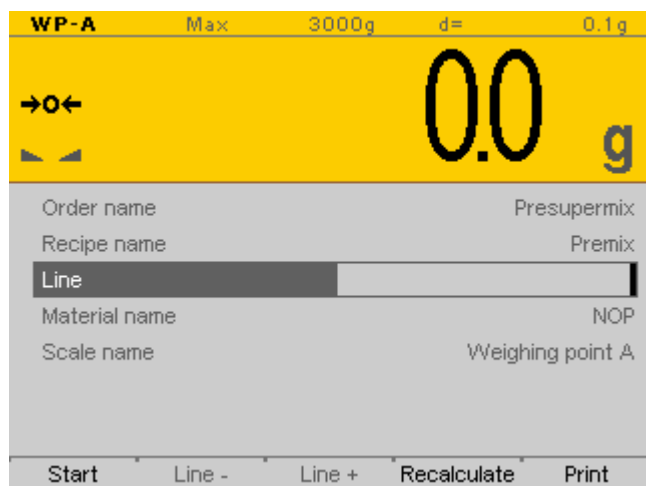 WP-A Max 3000g d= 0.1g
→0← 0.0 g
Order name Presupermix
Recipe name Premix
Line
Material name NOP
Scale name Weighing point A
Start Line - Line + Recalculate Print